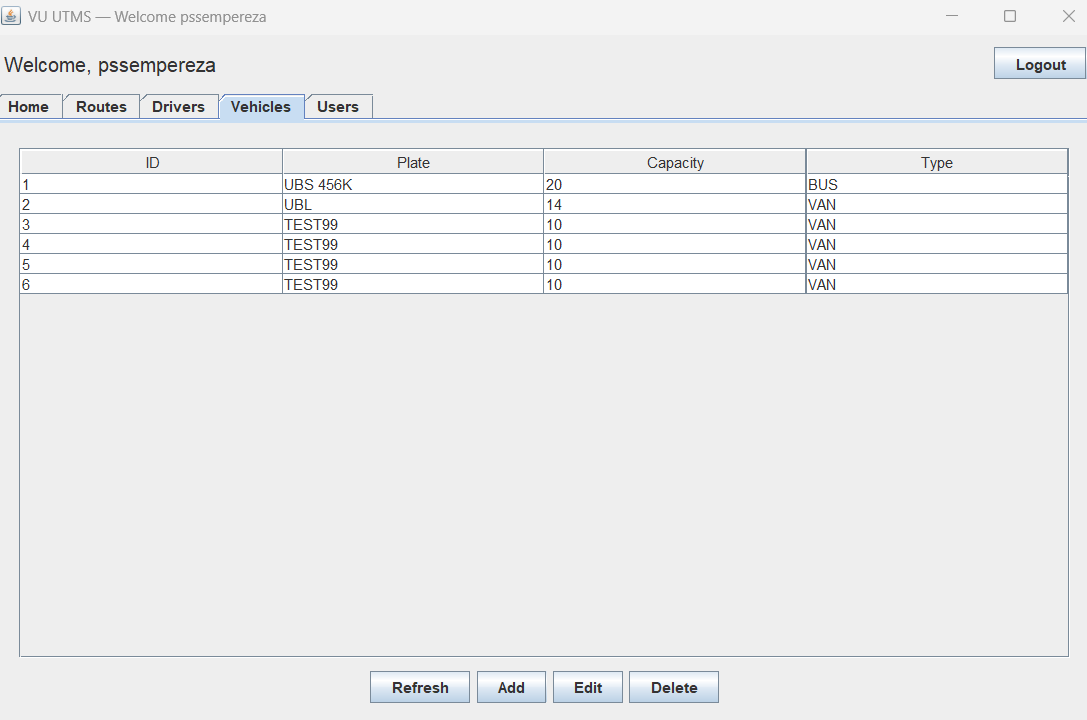 VU UTMS — Welcome pssempereza
Welcome, pssempereza
Logout
Home Routes Drivers Vehicles Users
ID Plate Capacity Type
1 UBS 456K 20 BUS
2 UBL 14 VAN
3 TEST99 10 VAN
4 TEST99 10 VAN
5 TEST99 10 VAN
6 TEST99 10 VAN
Refresh Add Edit Delete